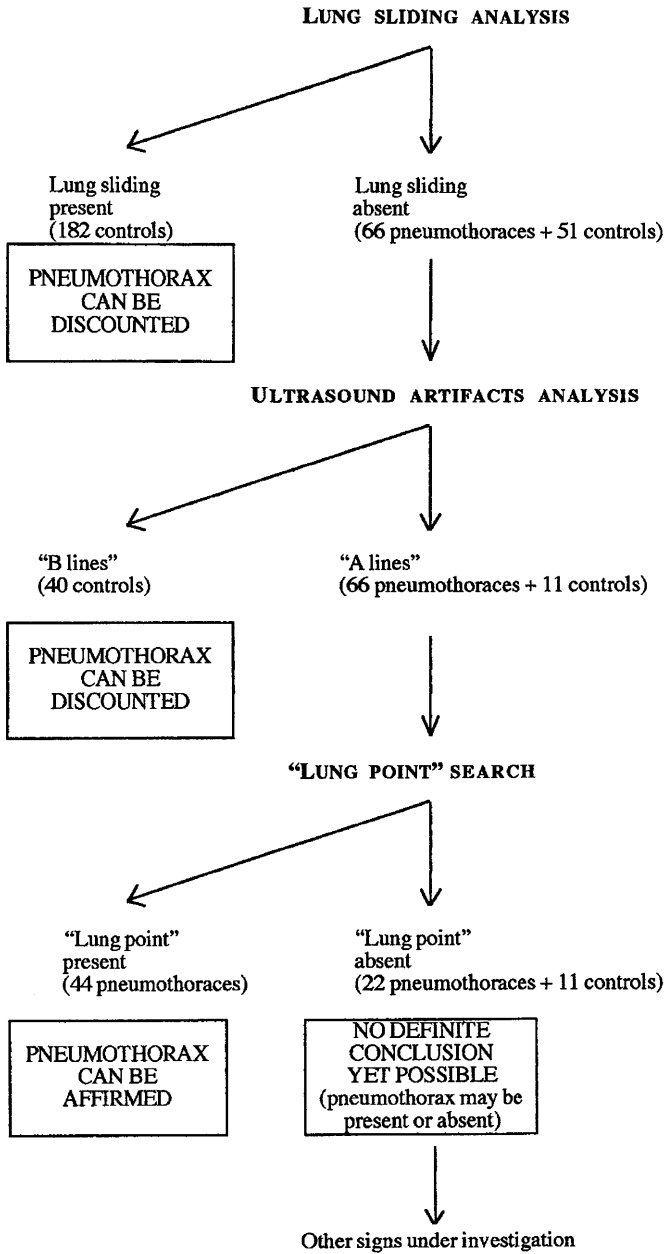 LUNG SLIDING ANALYSIS
Lung sliding
present
(182 controls)
PNEUMOTHORAX
CAN BE
DISCOUNTED
Lung sliding
absent
(66 pneumothoraces + 51 controls)
ULTRASOUND ARTIFACTS ANALYSIS
“B lines”
(40 controls)
PNEUMOTHORAX
CAN BE
DISCOUNTED
“A lines”
(66 pneumothoraces + 11 controls)
“LUNG POINT” SEARCH
“Lung point”
present
(44 pneumothoraces)
PNEUMOTHORAX
CAN BE
AFFIRMED
“Lung point”
absent
(22 pneumothoraces + 11 controls)
NO DEFINITE
CONCLUSION
YET POSSIBLE
(pneumothorax may be
present or absent)
Other signs under investigation